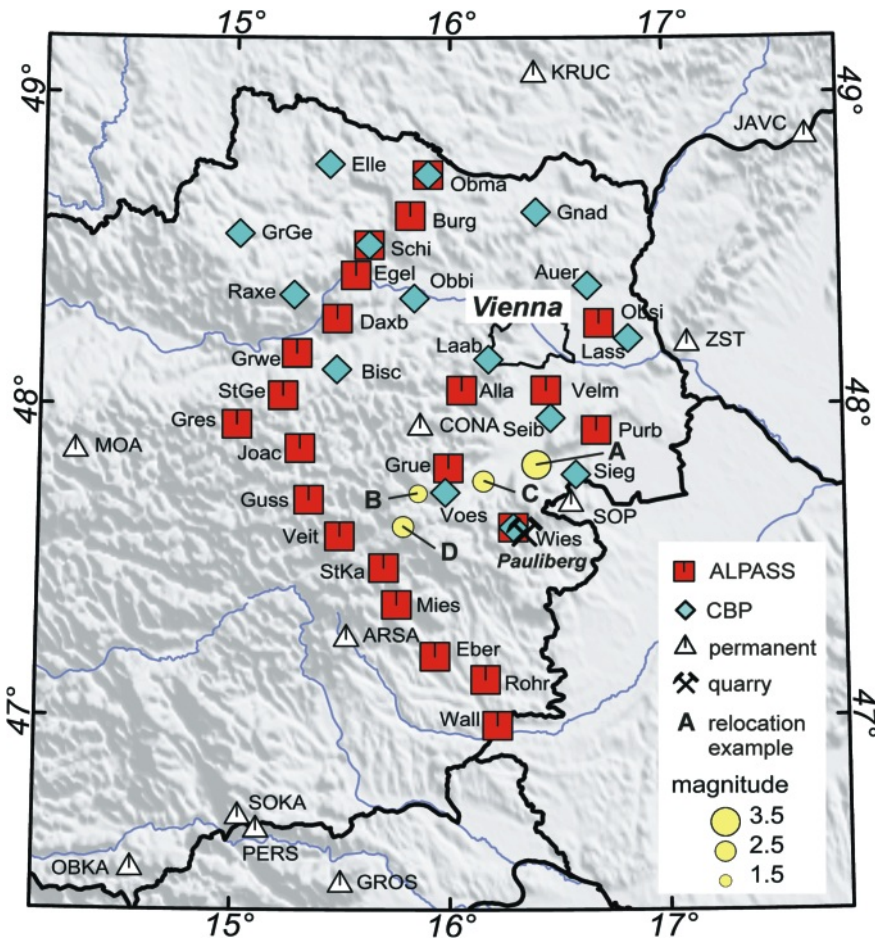 15° 16° 17°
49° 49°
KRUC
JAVC
Elle
Obma
Gnad
Burg
GrGe
Schi
Egel
Auer
Raxe
Obbi
Vienna
Obsi
Daxb
ZST
Laab
Lass
Grwe
Bisc
StGe
Alla
Velm
48° 48°
Gres
CONA
Seib
Purb
MOA
Joac
A
Grue
Sieg
Guss
B
C
Voes
SOP
Veit
D
Wies
Pauliberg
StKa
Mies
ARSA
Eber
Rohr
47° 47°
Wall
SOKA
PERS
OBKA
GROS
ALPASS
CBP
permanent
quarry
A relocation
example
magnitude
3.5
2.5
1.5
15° 16° 17°